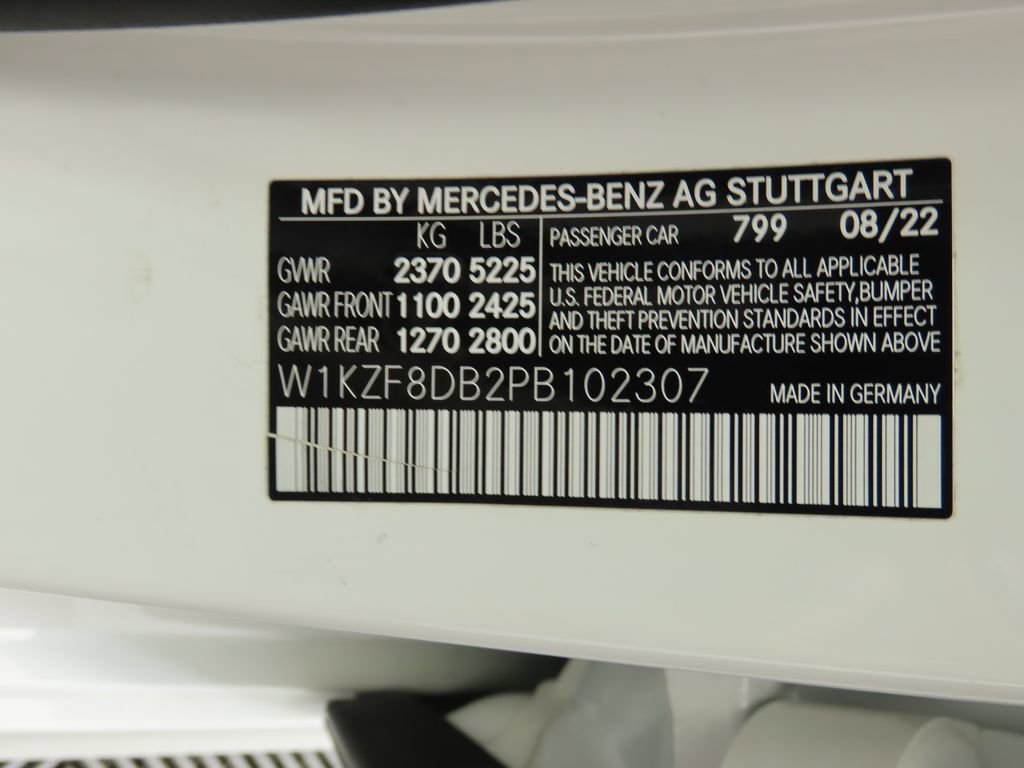 MFD BY MERCEDES-BENZ AG STUTTGART
KG LBS
GVWR 2370 5225
GAWR FRONT 1100 2425
GAWR REAR 1270 2800
PASSENGER CAR 799 08/22
THIS VEHICLE CONFORMS TO ALL APPLICABLE
U.S. FEDERAL MOTOR VEHICLE SAFETY,BUMPER
AND THEFT PREVENTION STANDARDS IN EFFECT
ON THE DATE OF MANUFACTURE SHOWN ABOVE
W1KZF8DB2PB102307
MADE IN GERMANY